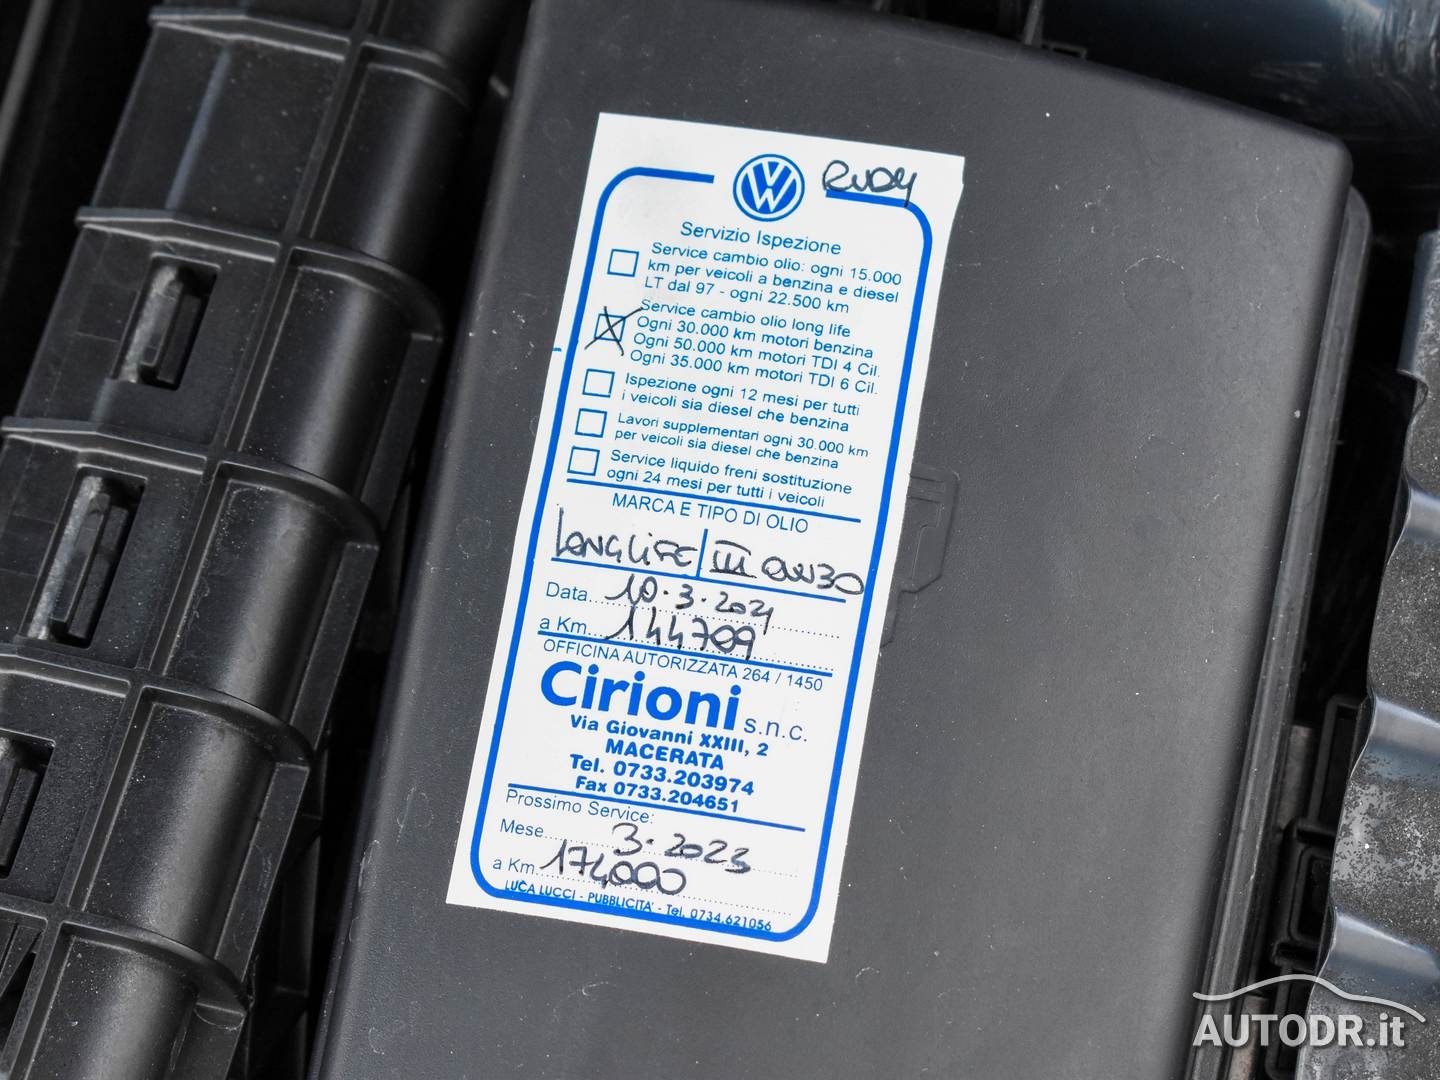 VW
RUDY
Servizio Ispezione
Service cambio olio: ogni 15.000
km per veicoli a benzina e diesel
LT dal 97 - ogni 22.500 km
Service cambio olio long life
Ogni 30.000 km motori benzina
Ogni 50.000 km motori TDI 4 Cil.
Ogni 35.000 km motori TDI 6 Cil.
Ispezione ogni 12 mesi per tutti
i veicoli sia diesel che benzina
Lavori supplementari ogni 30.000 km
per veicoli sia diesel che benzina
Service liquido freni sostituzione
ogni 24 mesi per tutti i veicoli
MARCA E TIPO DI OLIO
LONG LIFE III 0W30
Data 10.3.2021
a Km 144709
OFFICINA AUTORIZZATA 264 / 1450
Cirioni s.n.c.
Via Giovanni XXIII, 2
MACERATA
Tel. 0733.203974
Fax 0733.204651
Prossimo Service:
Mese 3.2023
a Km 174000
LUCA LUCCI - PUBBLICITA' - Tel. 0734.621056
AUTODR.it